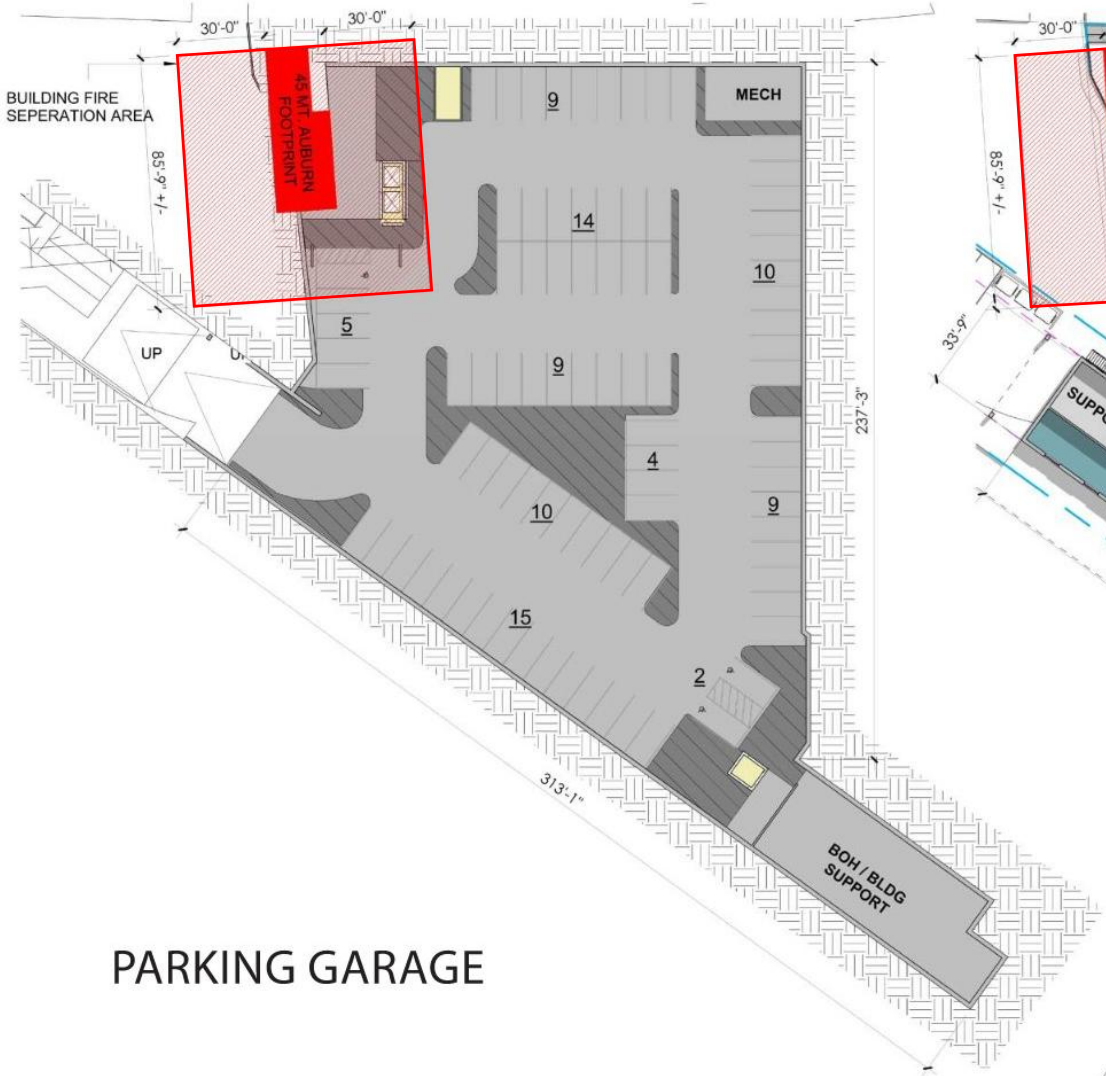 30'-0"
30'-0"
30'-0"
BUILDING FIRE
SEPERATION AREA
45 MT. AUBURN
FOOTPRINT
9
MECH
85'-9" +/-
85'-9" +/-
14
10
5
33'-9"
UP
9
237'-3"
4
10
9
15
2
313'-1"
BOH / BLDG
SUPPORT
PARKING GARAGE